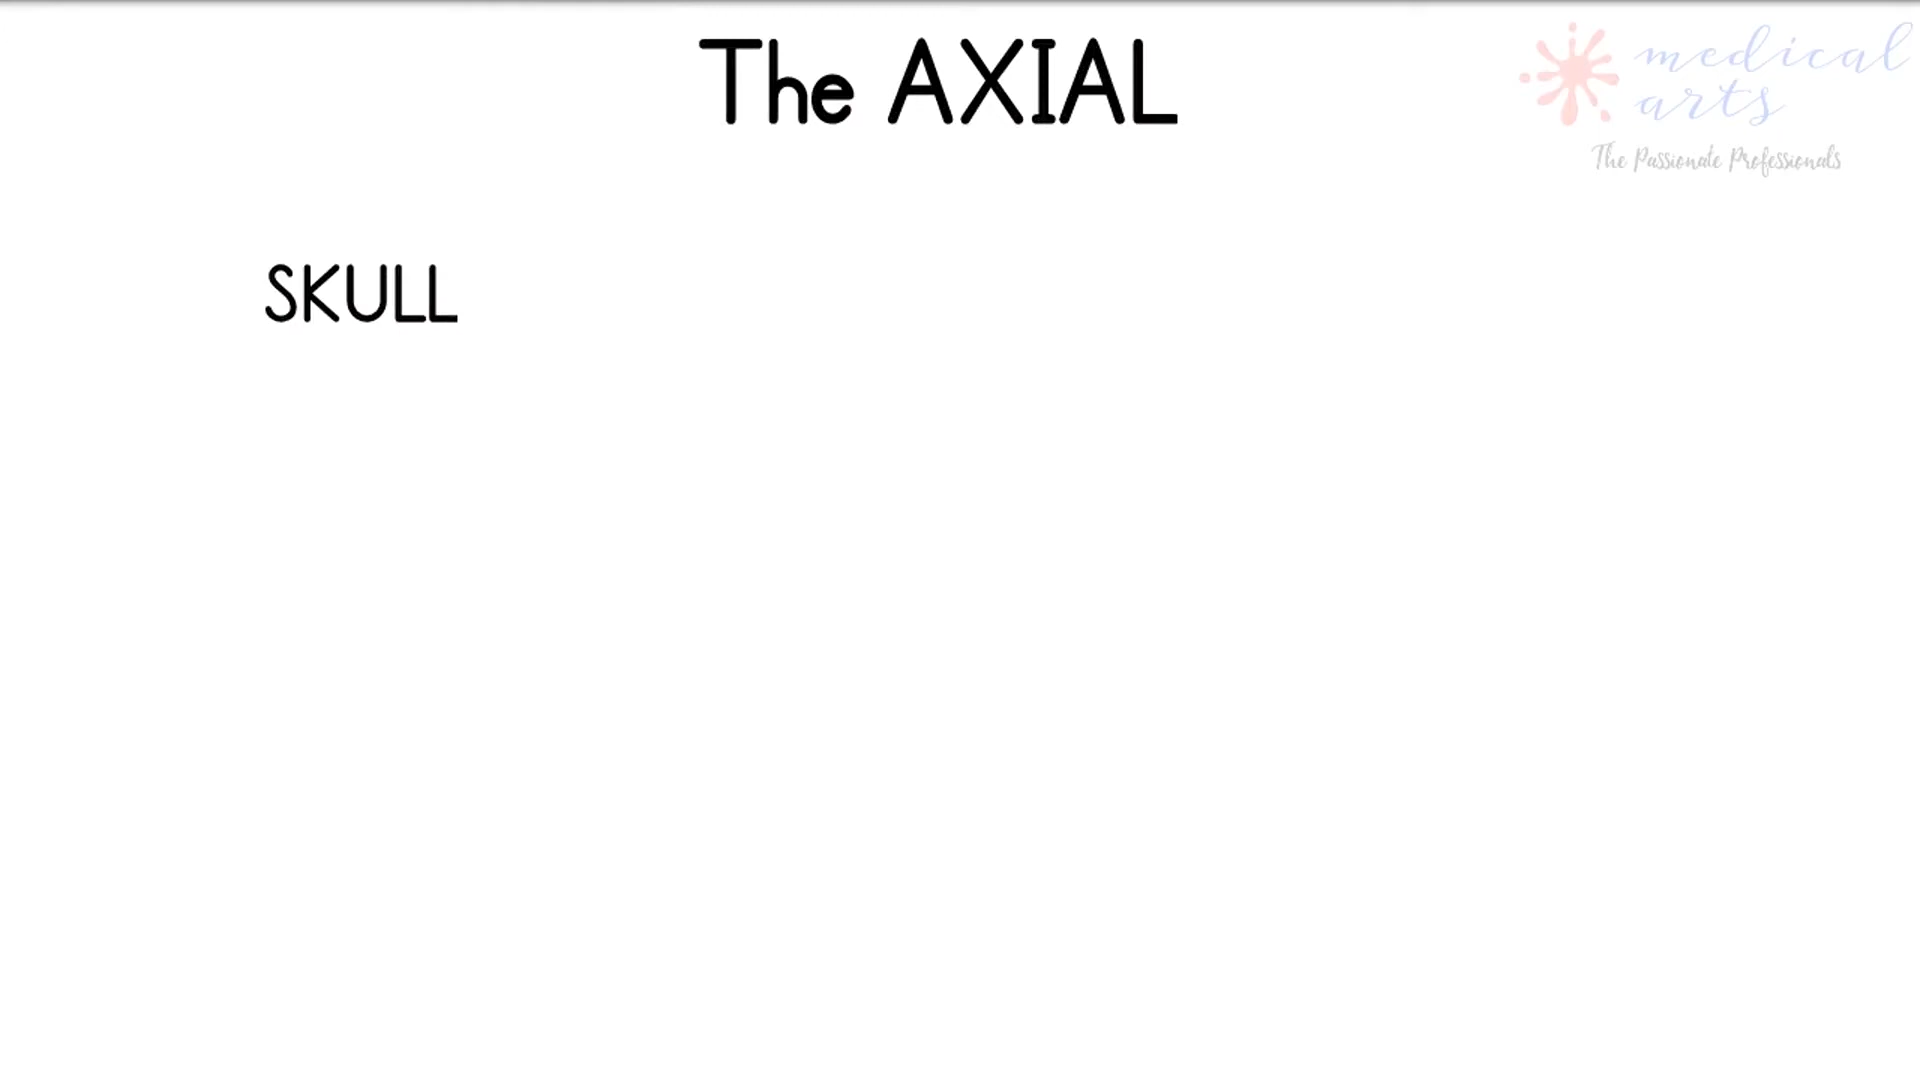 The AXIAL
medical
arts
The Passionate Professionals
SKULL